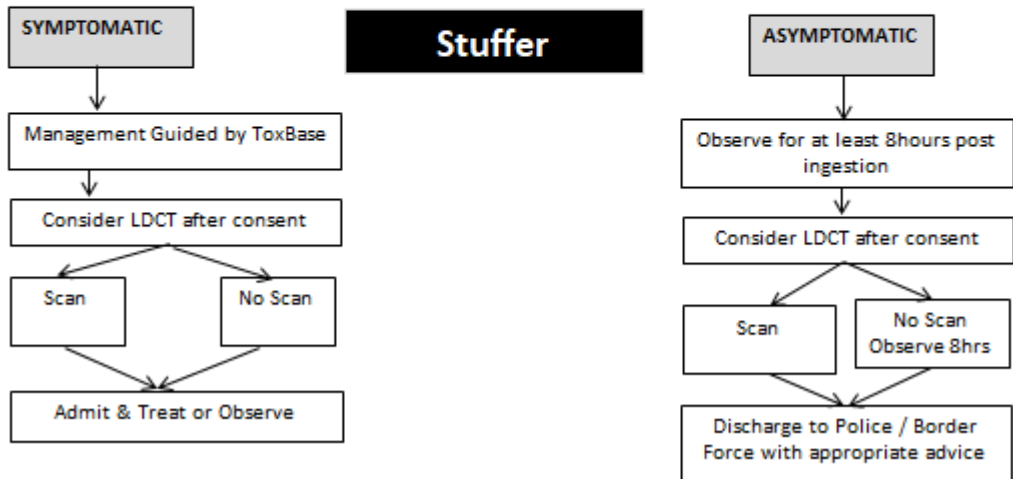 SYMPTOMATIC
Stuffer
ASYMPTOMATIC
Management Guided by ToxBase
Observe for at least 8hours post
ingestion
Consider LDCT after consent
Consider LDCT after consent
Scan
No Scan
Scan
No Scan
Observe 8hrs
Admit & Treat or Observe
Discharge to Police / Border
Force with appropriate advice